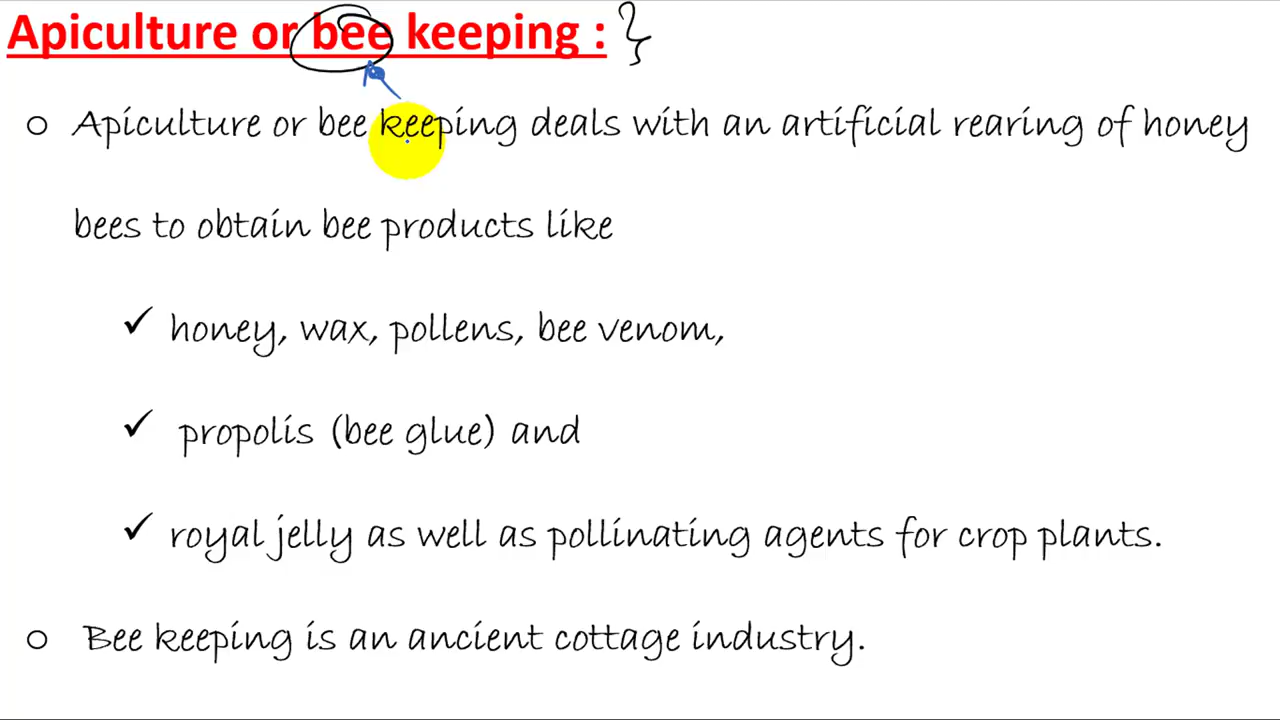 Apiculture or bee keeping :
o Apiculture or bee keeping deals with an artificial rearing of honey
bees to obtain bee products like
✓ honey, wax, pollens, bee venom,
✓ propolis (bee glue) and
✓ royal jelly as well as pollinating agents for crop plants.
o Bee keeping is an ancient cottage industry.